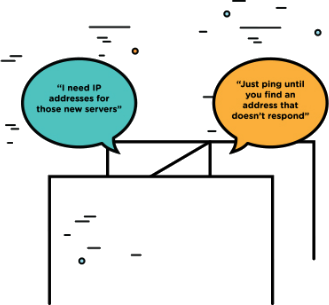 “I need IP
addresses for
those new servers”
“Just ping until
you find an
address that
doesn’t respond”